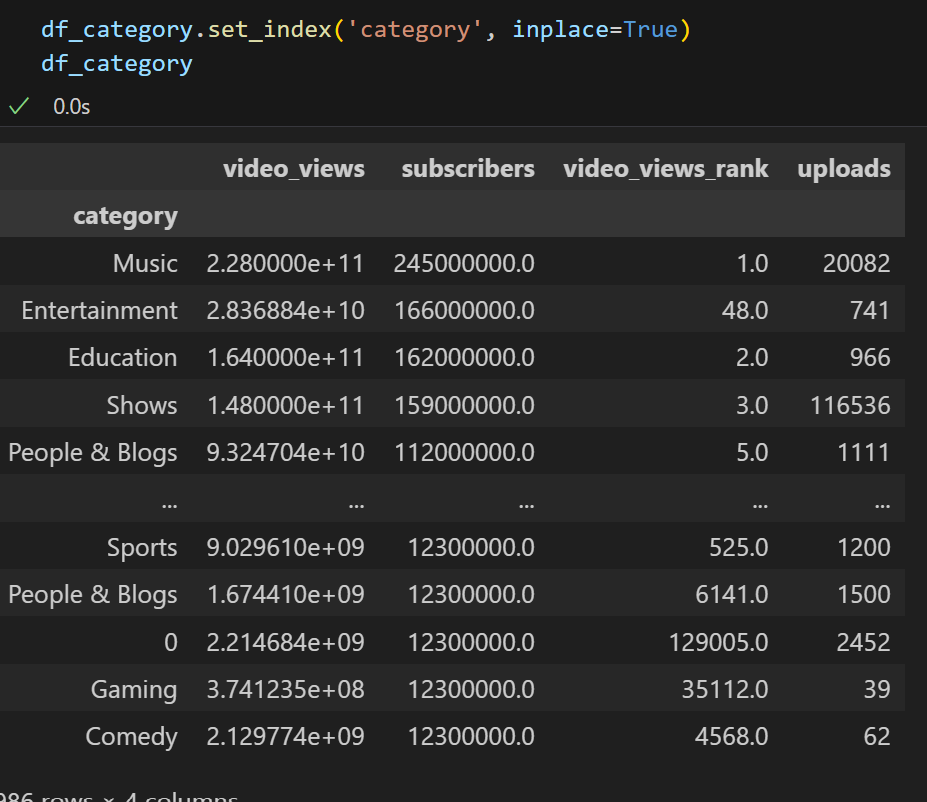 df_category.set_index('category', inplace=True)
df_category
0.0s
video_views subscribers video_views_rank uploads
category
Music 2.280000e+11 245000000.0 1.0 20082
Entertainment 2.836884e+10 166000000.0 48.0 741
Education 1.640000e+11 162000000.0 2.0 966
Shows 1.480000e+11 159000000.0 3.0 116536
People & Blogs 9.324704e+10 112000000.0 5.0 1111
... ... ... ... ...
Sports 9.029610e+09 12300000.0 525.0 1200
People & Blogs 1.674410e+09 12300000.0 6141.0 1500
0 2.214684e+09 12300000.0 129005.0 2452
Gaming 3.741235e+08 12300000.0 35112.0 39
Comedy 2.129774e+09 12300000.0 4568.0 62
986 rows × 4 columns